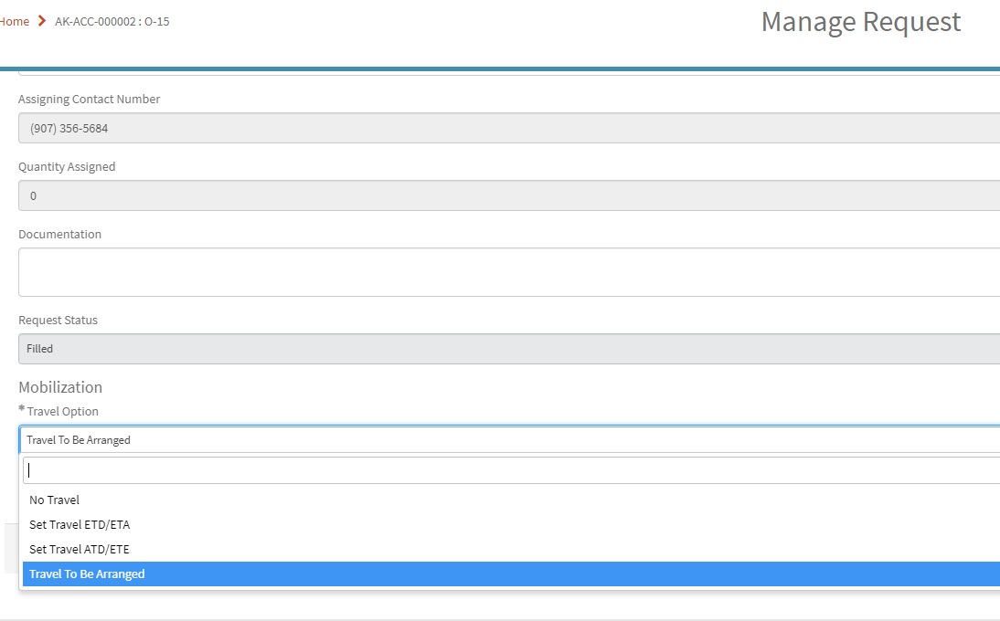 Home AK-ACC-000002 : O-15
Manage Request
Assigning Contact Number
(907) 356-5684
Quantity Assigned
0
Documentation
Request Status
Filled
Mobilization
* Travel Option
Travel To Be Arranged
No Travel
Set Travel ETD/ETA
Set Travel ATD/ETE
Travel To Be Arranged